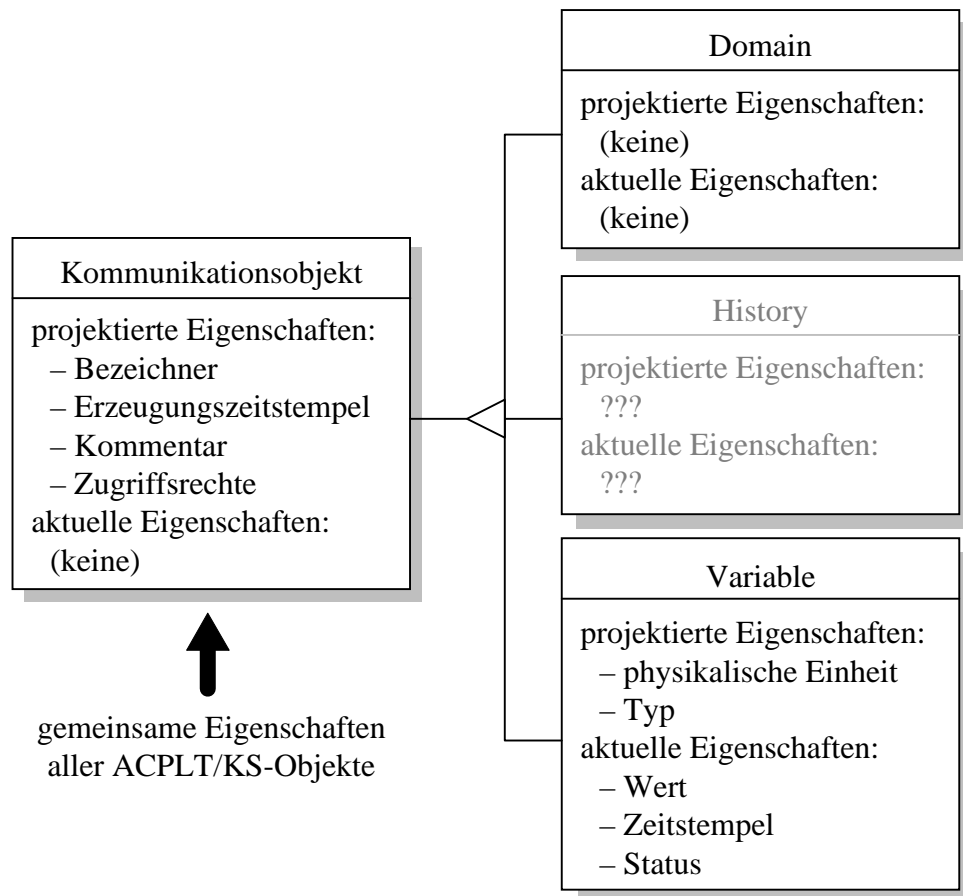 Kommunikationsobjekt
projektierte Eigenschaften:
– Bezeichner
– Erzeugungszeitstempel
– Kommentar
– Zugriffsrechte
aktuelle Eigenschaften:
(keine)
gemeinsame Eigenschaften
aller ACPLT/KS-Objekte
Domain
projektierte Eigenschaften:
(keine)
aktuelle Eigenschaften:
(keine)
History
projektierte Eigenschaften:
???
aktuelle Eigenschaften:
???
Variable
projektierte Eigenschaften:
– physikalische Einheit
– Typ
aktuelle Eigenschaften:
– Wert
– Zeitstempel
– Status